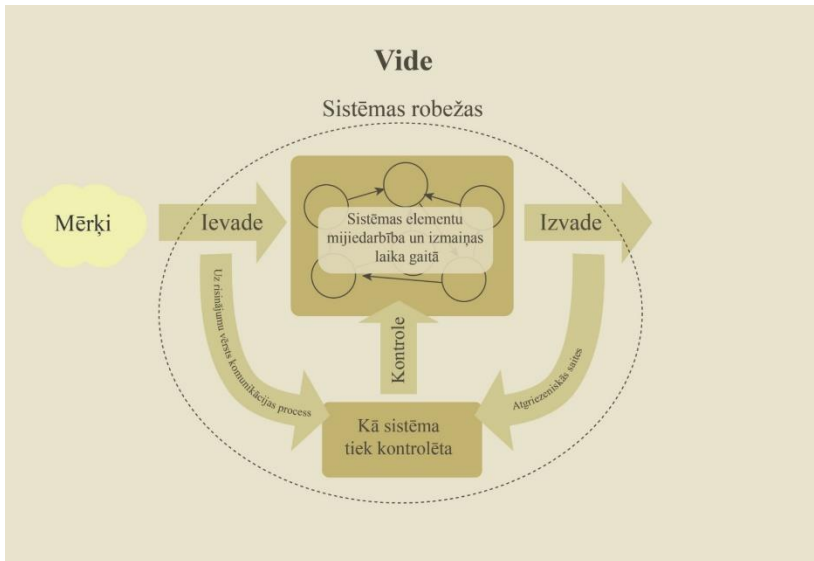 Vide
Sistēmas robežas
Mērķi
Ievade
Sistēmas elementu
mijiedarbība un izmaiņas
laika gaitā
Izvade
Uz risinājumu vērsts komunikācijas process
Kontrole
Atgriezeniskās saites
Kā sistēma
tiek kontrolēta